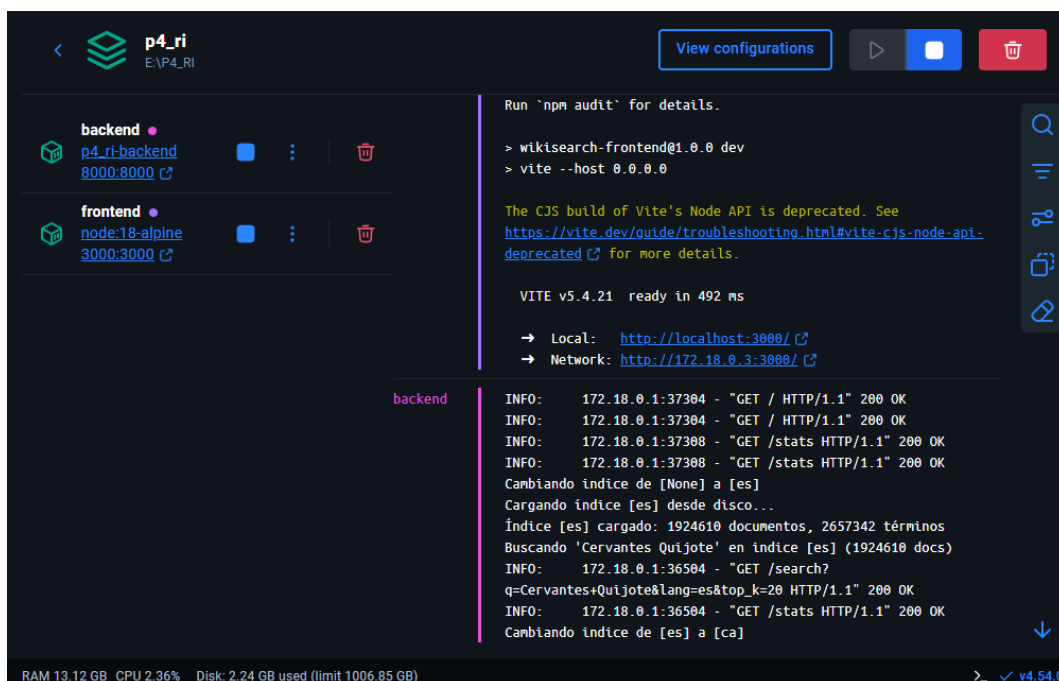 p4_ri
E:\P4_RI
View configurations
backend
p4_ri-backend
8000:8000
frontend
node:18-alpine
3000:3000
Run `npm audit` for details.
> wikisearch-frontend@1.0.0 dev
> vite --host 0.0.0.0
The CJS build of Vite's Node API is deprecated. See
https://vite.dev/guide/troubleshooting.html#vite-cjs-node-api-
deprecated for more details.
VITE v5.4.21 ready in 492 ms
➜ Local: http://localhost:3000/
➜ Network: http://172.18.0.3:3000/
backend
INFO: 172.18.0.1:37304 - "GET / HTTP/1.1" 200 OK
INFO: 172.18.0.1:37304 - "GET / HTTP/1.1" 200 OK
INFO: 172.18.0.1:37308 - "GET /stats HTTP/1.1" 200 OK
INFO: 172.18.0.1:37308 - "GET /stats HTTP/1.1" 200 OK
Cambiando indice de [None] a [es]
Cargando índice [es] desde disco...
Índice [es] cargado: 1924610 documentos, 2657342 términos
Buscando 'Cervantes Quijote' en indice [es] (1924610 docs)
INFO: 172.18.0.1:36504 - "GET /search?
q=Cervantes+Quijote&lang=es&top_k=20 HTTP/1.1" 200 OK
INFO: 172.18.0.1:36504 - "GET /stats HTTP/1.1" 200 OK
Cambiando indice de [es] a [ca]
RAM 13.12 GB CPU 2.36% Disk: 2.24 GB used (limit 1006.85 GB)
>_ ✓ v4.54.